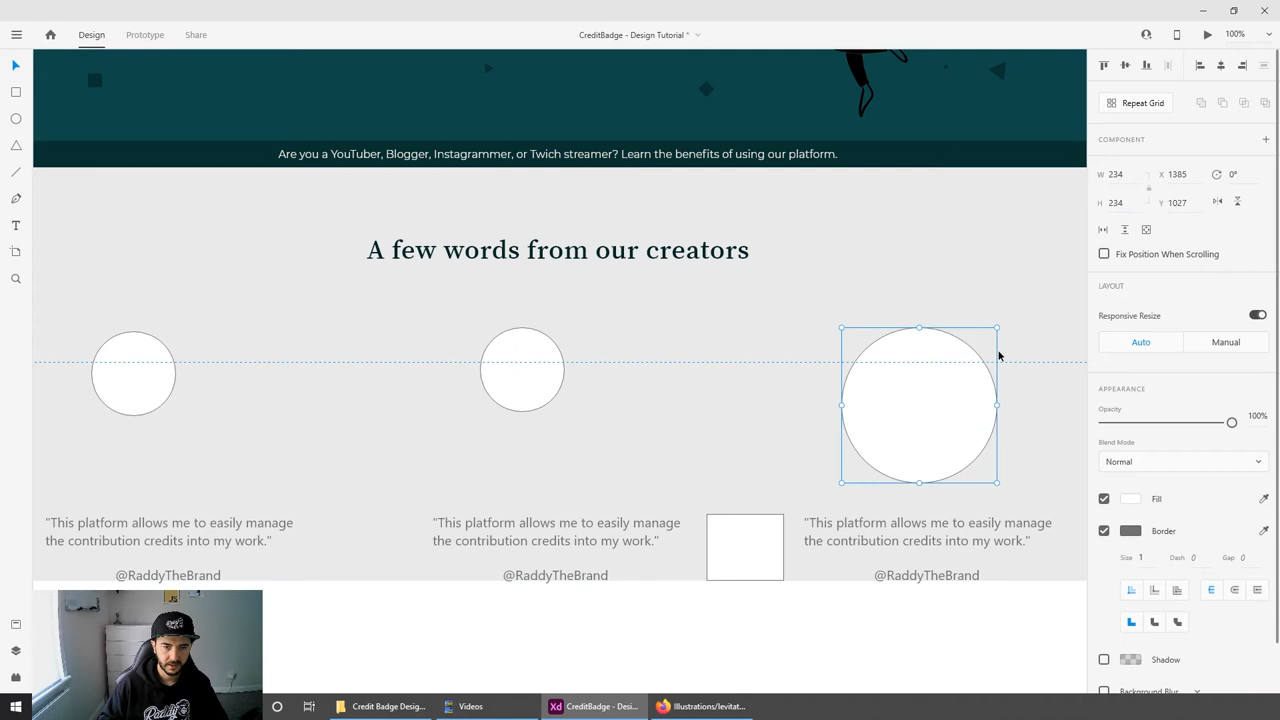 Design
Prototype
Share
CreditBadge - Design Tutorial *
100%
Are you a YouTuber, Blogger, Instagrammer, or Twich streamer? Learn the benefits of using our platform.
A few words from our creators
"This platform allows me to easily manage
the contribution credits into my work."
@RaddyTheBrand
"This platform allows me to easily manage
the contribution credits into my work."
@RaddyTheBrand
"This platform allows me to easily manage
the contribution credits into my work."
@RaddyTheBrand
Repeat Grid
COMPONENT
W 234 X 1385 0°
H 234 Y 1027
Fix Position When Scrolling
LAYOUT
Responsive Resize
Auto Manual
APPEARANCE
Opacity
100%
Blend Mode
Normal
Fill
Border
Size 1 Dash 0 Gap 0
Shadow
Background Blur
Credit Badge Desig...
Videos
Xd CreditBadge - Desi...
Illustrations/levitat...